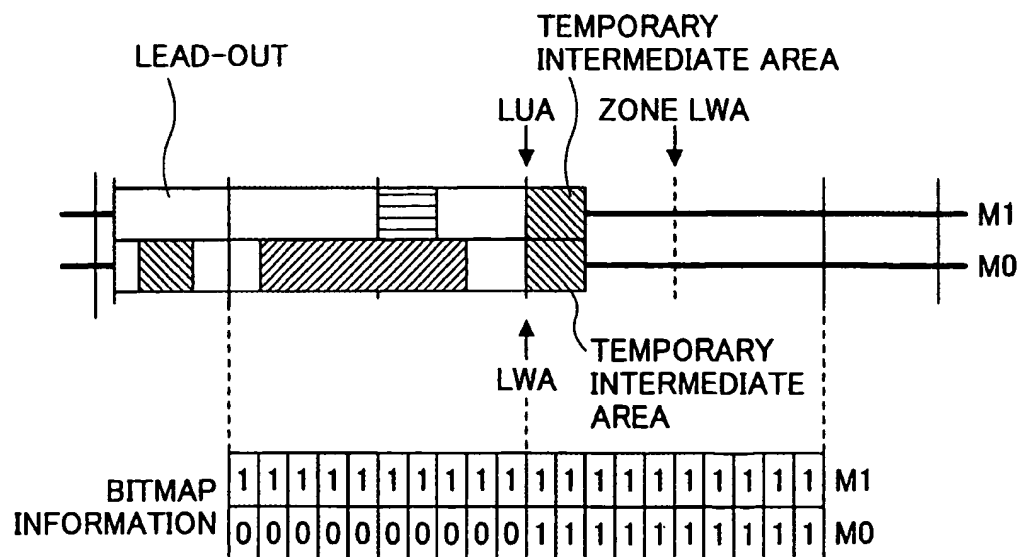 TEMPORARY
INTERMEDIATE AREA
LEAD-OUT
LUA
ZONE LWA
M1
M0
LWA
TEMPORARY
INTERMEDIATE
AREA
BITMAP
INFORMATION
1 1 1 1 1 1 1 1 1 1 1 1 1 1 1 1 1 1 1 1 M1
0 0 0 0 0 0 0 0 0 0 1 1 1 1 1 1 1 1 1 1 M0